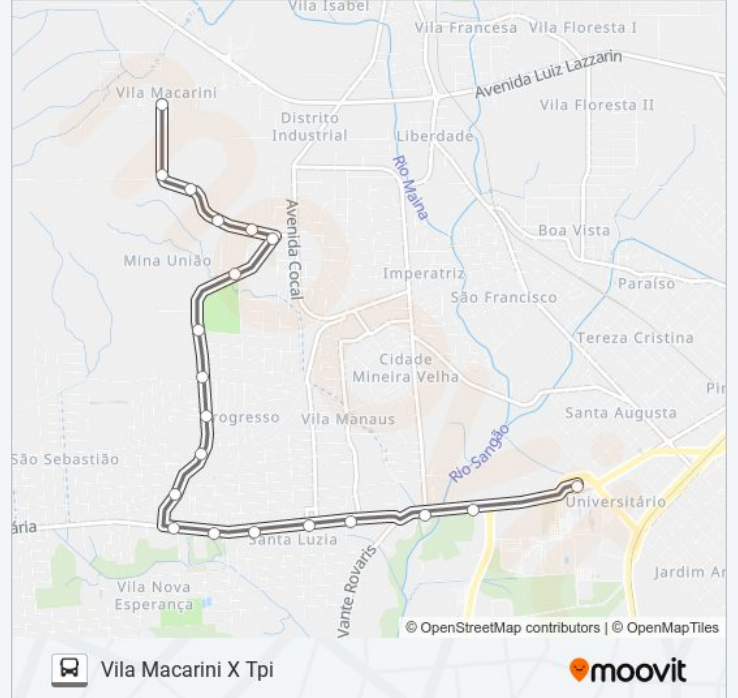 Vila Isabel
Vila Francesa
Vila Floresta I
Avenida Luiz Lazzarin
Vila Macarini
Vila Floresta II
Distrito
Industrial
Liberdade
Rio Maina
Avenida Cocal
Boa Vista
Mina União
Imperatriz
Paraíso
São Francisco
Tereza Cristina
Cidade
Mineira Velha
Pi
Santa Augusta
rogresso
Vila Manaus
Rio Sangão
São Sebastião
Universitário
ária
Santa Luzia
Vante Rovaris
Jardim Ar
Vila Nova
Esperança
© OpenStreetMap contributors | © OpenMapTiles
Vila Macarini X Tpi
moovit